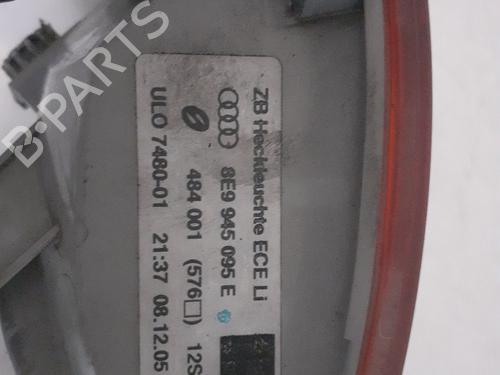 ZB Heckleuchte ECE Li
8E9 945 095 E
484 001 (576□) 12S
ULO 7480-01 21:37 08.12.05
B-PARTS